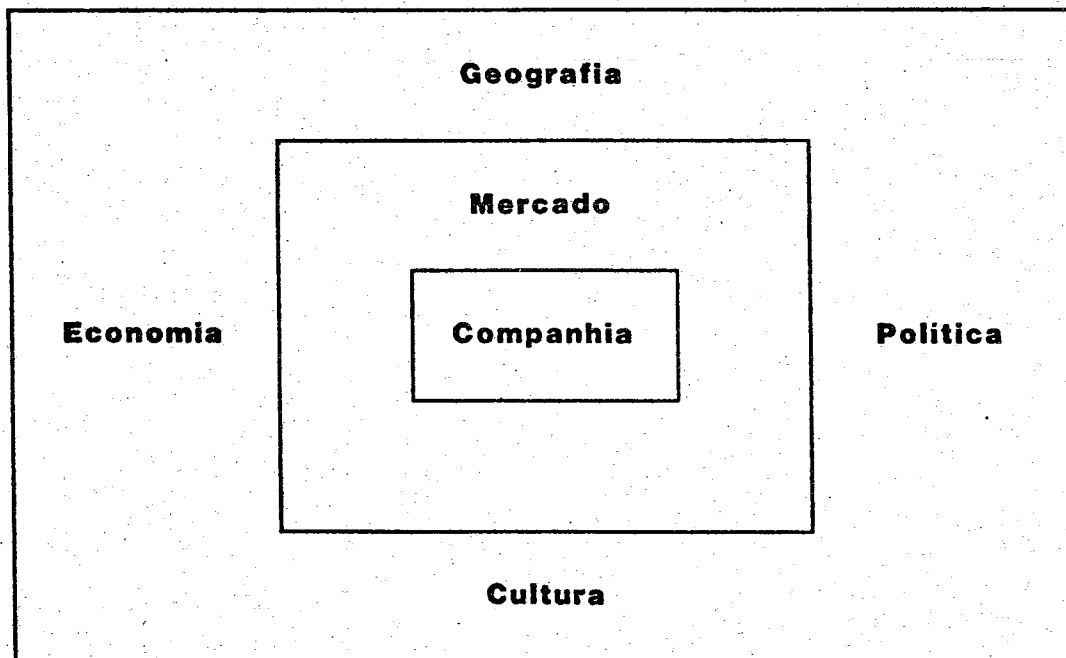 Geografia
Mercado
Economia
Companhia
Política
Cultura